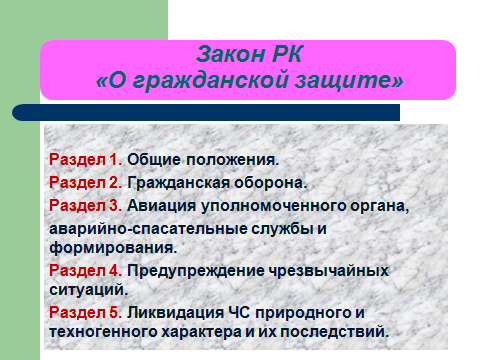 Закон РК
«О гражданской защите»
Раздел 1. Общие положения.
Раздел 2. Гражданская оборона.
Раздел 3. Авиация уполномоченного органа,
аварийно-спасательные службы и
формирования.
Раздел 4. Предупреждение чрезвычайных
ситуаций.
Раздел 5. Ликвидация ЧС природного и
техногенного характера и их последствий.